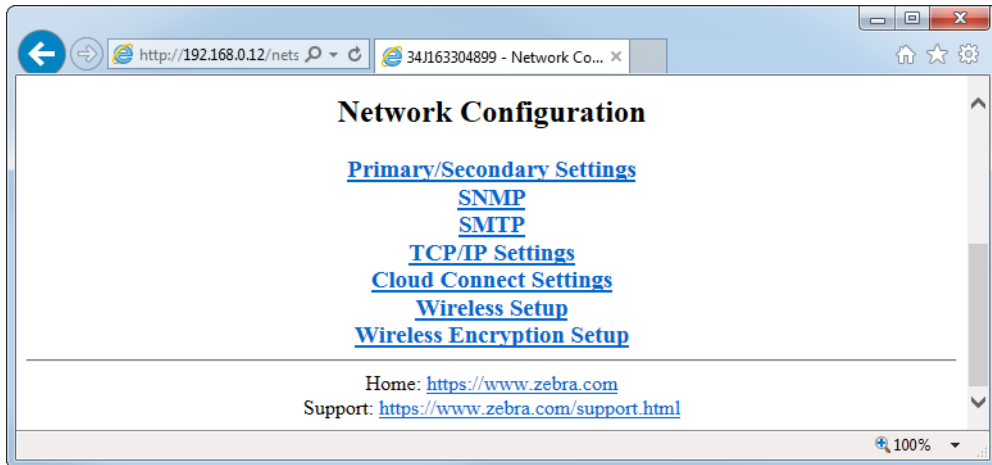 http://192.168.0.12/nets
34J163304899 - Network Co...
Network Configuration
Primary/Secondary Settings
SNMP
SMTP
TCP/IP Settings
Cloud Connect Settings
Wireless Setup
Wireless Encryption Setup
Home: https://www.zebra.com
Support: https://www.zebra.com/support.html
100%